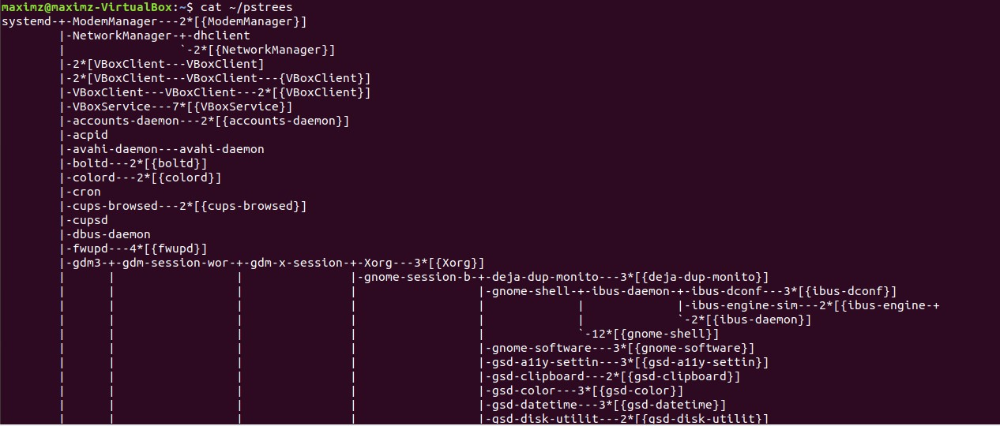 maximz@maximz-VirtualBox:~$ cat ~/pstrees
systemd-+-ModemManager---2*[{ModemManager}]
        |-NetworkManager-+-dhclient
        |                `-2*[{NetworkManager}]
        |-2*[VBoxClient---VBoxClient]
        |-2*[VBoxClient---VBoxClient---{VBoxClient}]
        |-VBoxClient---VBoxClient---2*[{VBoxClient}]
        |-VBoxService---7*[{VBoxService}]
        |-accounts-daemon---2*[{accounts-daemon}]
        |-acpid
        |-avahi-daemon---avahi-daemon
        |-boltd---2*[{boltd}]
        |-colord---2*[{colord}]
        |-cron
        |-cups-browsed---2*[{cups-browsed}]
        |-cupsd
        |-dbus-daemon
        |-fwupd---4*[{fwupd}]
        |-gdm3-+-gdm-session-wor-+-gdm-x-session-+-Xorg---3*[{Xorg}]
        |      |                 |               |-gnome-session-b-+-deja-dup-monito---3*[{deja-dup-monito}]
        |      |                 |               |                 |-gnome-shell-+-ibus-daemon-+-ibus-dconf---3*[{ibus-dconf}]
        |      |                 |               |                 |             |             |-ibus-engine-sim---2*[{ibus-engine-+
        |      |                 |               |                 |             |             `-2*[{ibus-daemon}]
        |      |                 |               |                 |             `-12*[{gnome-shell}]
        |      |                 |               |                 |-gnome-software---3*[{gnome-software}]
        |      |                 |               |                 |-gsd-a11y-settin---3*[{gsd-a11y-settin}]
        |      |                 |               |                 |-gsd-clipboard---2*[{gsd-clipboard}]
        |      |                 |               |                 |-gsd-color---3*[{gsd-color}]
        |      |                 |               |                 |-gsd-datetime---3*[{gsd-datetime}]
        |      |                 |               |                 |-gsd-disk-utilit---2*[{gsd-disk-utilit}]